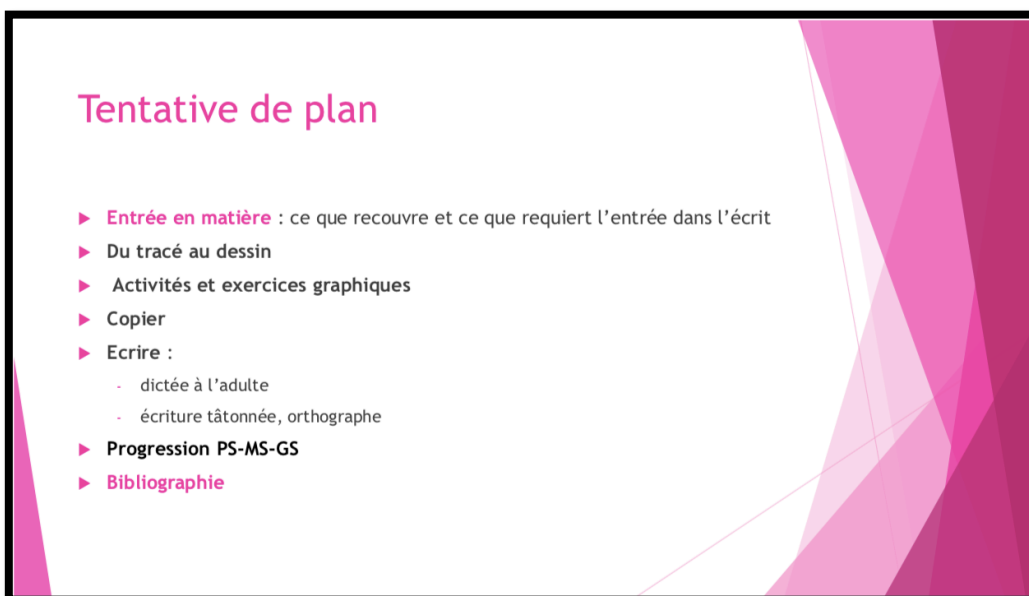 Tentative de plan
Entrée en matière : ce que recouvre et ce que requiert l’entrée dans l’écrit
Du tracé au dessin
Activités et exercices graphiques
Copier
Ecrire :
- dictée à l’adulte
- écriture tâtonnée, orthographe
Progression PS-MS-GS
Bibliographie